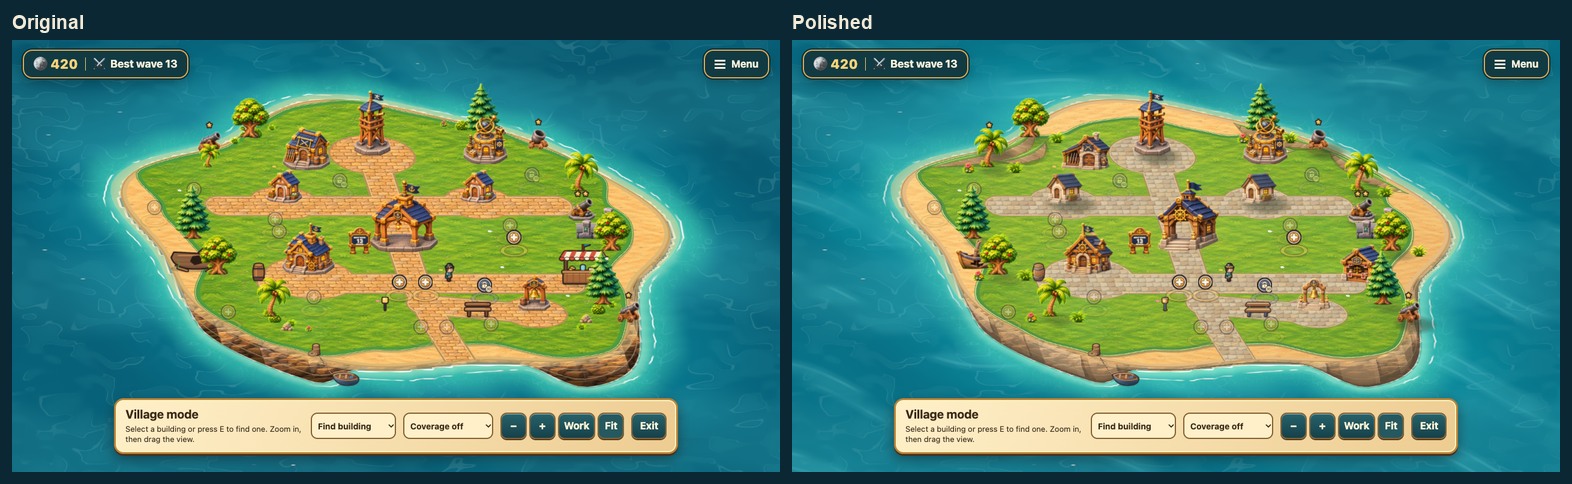 Original
420 Best wave 13
Menu
13
Village mode
Select a building or press E to find one. Zoom in,
then drag the view.
Find building
Coverage off
−
+
Work
Fit
Exit
Polished
420 Best wave 13
Menu
13
Village mode
Select a building or press E to find one. Zoom in,
then drag the view.
Find building
Coverage off
−
+
Work
Fit
Exit